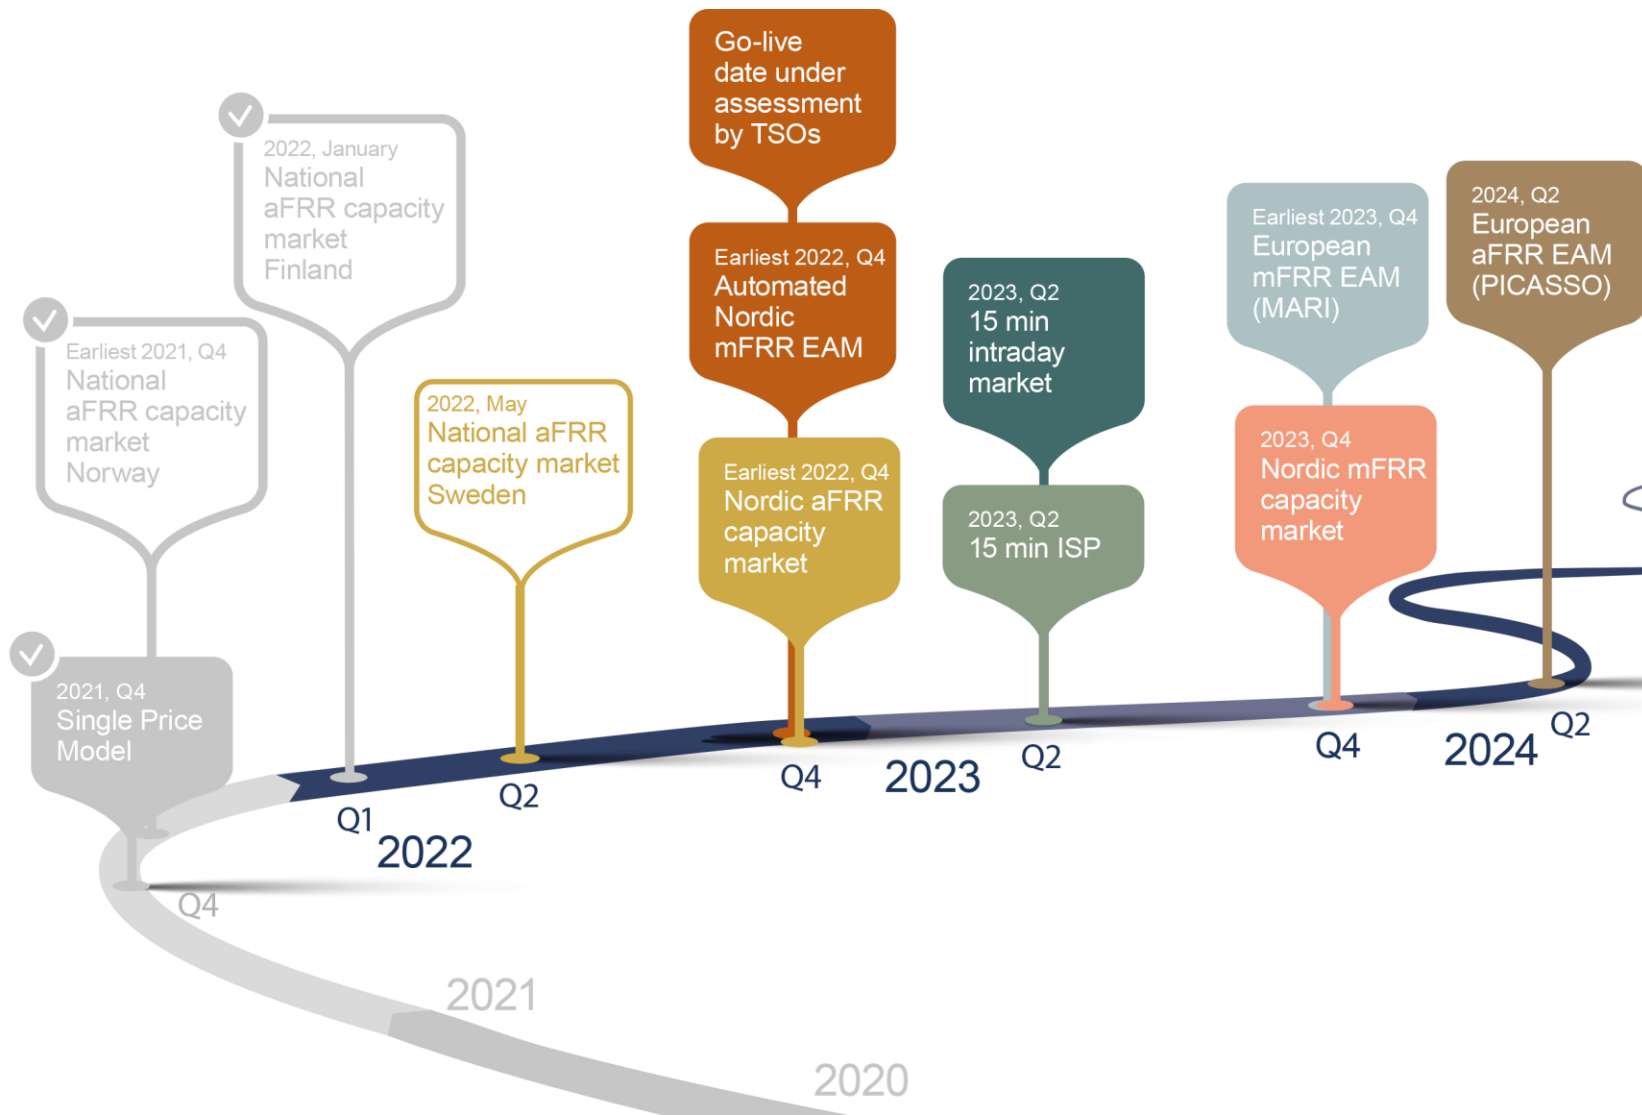 Go-live
date under
assessment
by TSOs
2022, January
National
aFRR capacity
market
Finland
Earliest 2021, Q4
National
aFRR capacity
market
Norway
2021, Q4
Single Price
Model
2022, May
National aFRR
capacity market
Sweden
Earliest 2022, Q4
Automated
Nordic
mFRR EAM
Earliest 2022, Q4
Nordic aFRR
capacity
market
2023, Q2
15 min
intraday
market
2023, Q2
15 min ISP
Earliest 2023, Q4
European
mFRR EAM
(MARI)
2023, Q4
Nordic mFRR
capacity
market
2024, Q2
European
aFRR EAM
(PICASSO)
Q1
Q2
Q4
Q2
Q4
Q2
2022
2023
2024
Q4
2021
2020